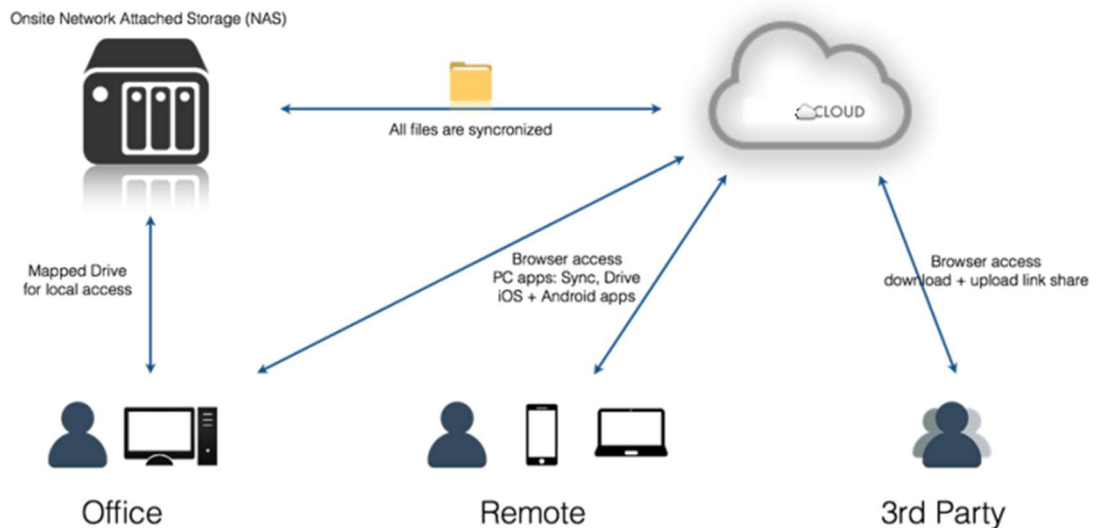 Onsite Network Attached Storage (NAS)
CLOUD
All files are syncronized
Mapped Drive
for local access
Browser access
PC apps: Sync, Drive
iOS + Android apps
Browser access
download + upload link share
Office
Remote
3rd Party